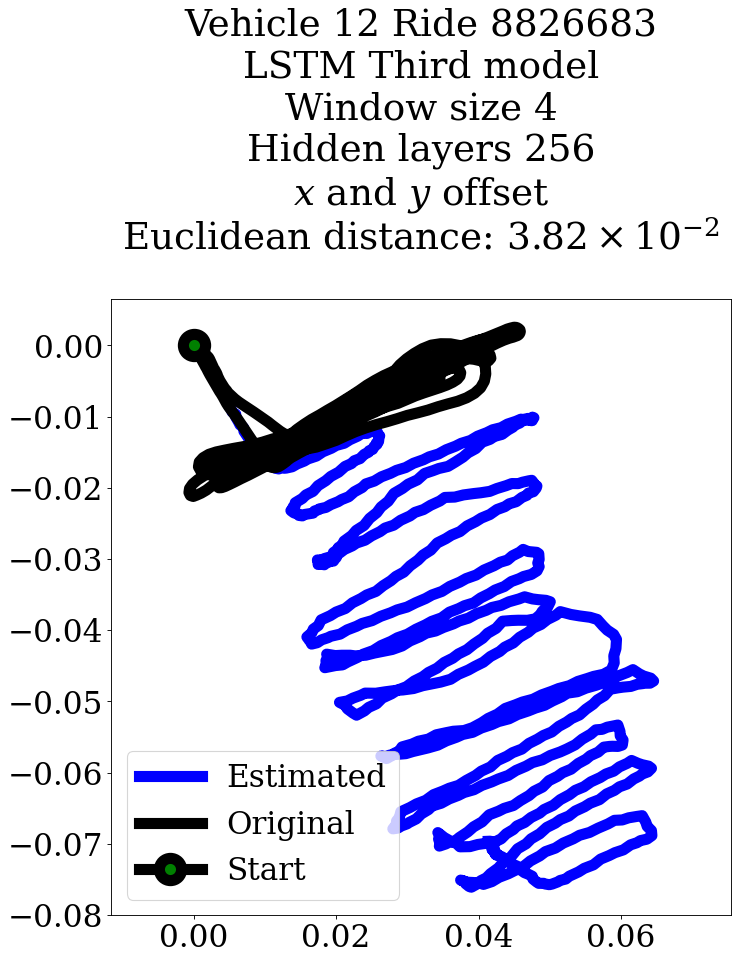 Vehicle 12 Ride 8826683
LSTM Third model
Window size 4
Hidden layers 256
x and y offset
Euclidean distance: 3.82 × 10⁻²
0.00
−0.01
−0.02
−0.03
−0.04
−0.05
−0.06
−0.07
−0.08
Estimated
Original
Start
0.00 0.02 0.04 0.06